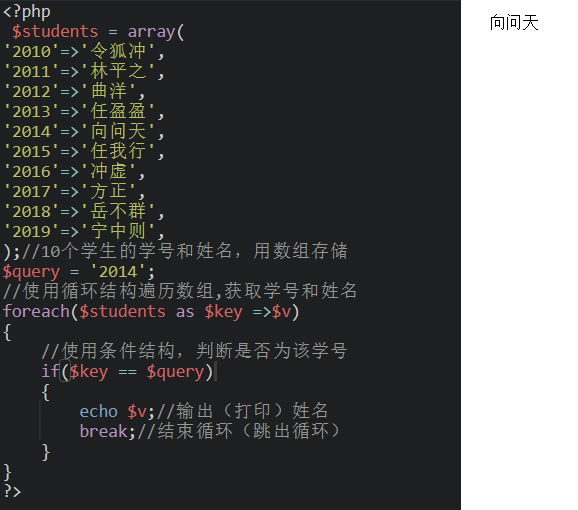 <?php
$students = array(
'2010'=>'令狐冲',
'2011'=>'林平之',
'2012'=>'曲洋',
'2013'=>'任盈盈',
'2014'=>'向问天',
'2015'=>'任我行',
'2016'=>'冲虚',
'2017'=>'方正',
'2018'=>'岳不群',
'2019'=>'宁中则',
);//10个学生的学号和姓名，用数组存储
$query = '2014';
//使用循环结构遍历数组,获取学号和姓名
foreach($students as $key =>$v)
{
//使用条件结构，判断是否为该学号
if($key == $query)
{
echo $v;//输出（打印）姓名
break;//结束循环（跳出循环）
}
}
?>
向问天